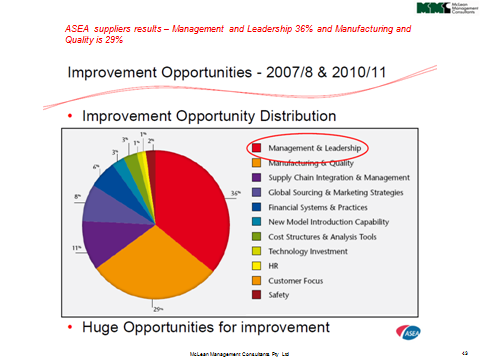 MMC McLean
Management
Consultants
ASEA suppliers results – Management and Leadership 36% and Manufacturing and
Quality is 29%
Improvement Opportunities - 2007/8 & 2010/11
• Improvement Opportunity Distribution
1%
3% 1% 2%
3%
6%
8%
11%
29%
36%
Management & Leadership
Manufacturing & Quality
Supply Chain Integration & Management
Global Sourcing & Marketing Strategies
Financial Systems & Practices
New Model Introduction Capability
Cost Structures & Analysis Tools
Technology Investment
HR
Customer Focus
Safety
• Huge Opportunities for improvement
ASEA
McLean Management Consultants Pty Ltd